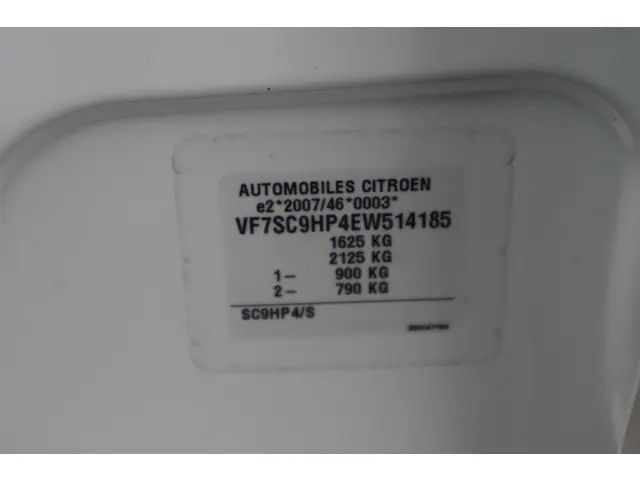 AUTOMOBILES CITROEN
e2*2007/46*0003*
VF7SC9HP4EW514185
1625 KG
2125 KG
1- 900 KG
2- 790 KG
SC9HP4/S